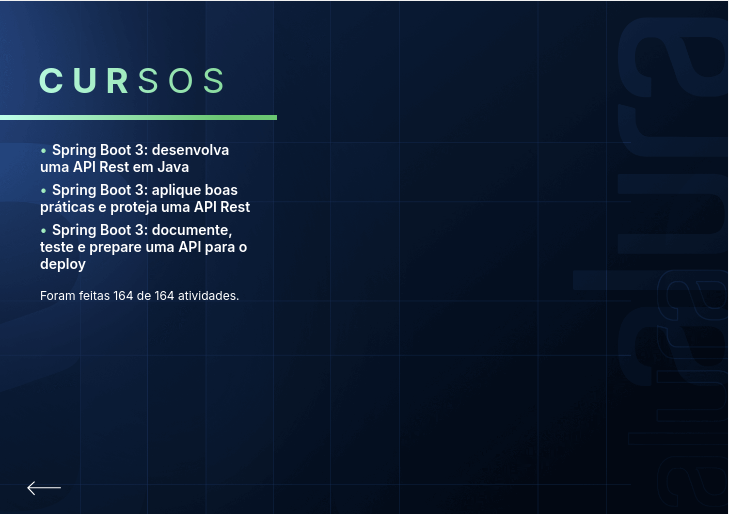 CURSOS
• Spring Boot 3: desenvolva
uma API Rest em Java
• Spring Boot 3: aplique boas
práticas e proteja uma API Rest
• Spring Boot 3: documente,
teste e prepare uma API para o
deploy
Foram feitas 164 de 164 atividades.
alura
alura